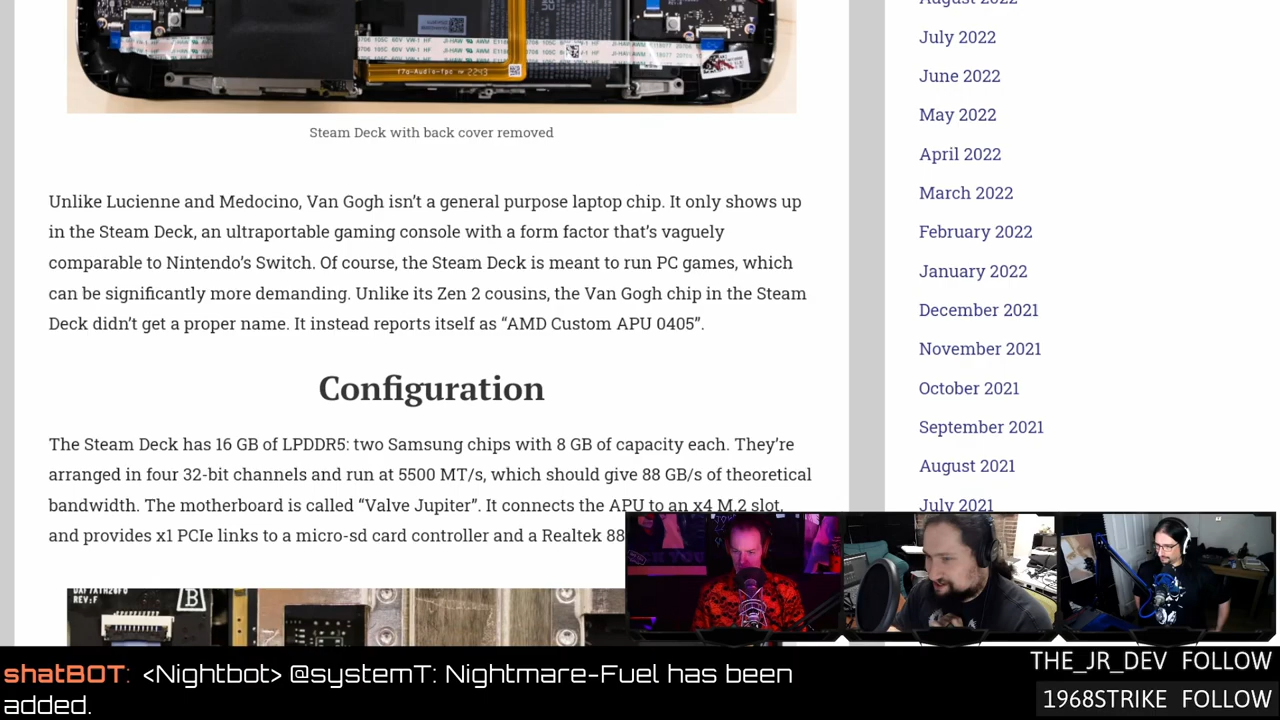 August 2022
July 2022
June 2022
f7a-Audio-fpc 2243
May 2022
Steam Deck with back cover removed
April 2022
March 2022
Unlike Lucienne and Medocino, Van Gogh isn’t a general purpose laptop chip. It only shows up
in the Steam Deck, an ultraportable gaming console with a form factor that’s vaguely
February 2022
comparable to Nintendo’s Switch. Of course, the Steam Deck is meant to run PC games, which
January 2022
can be significantly more demanding. Unlike its Zen 2 cousins, the Van Gogh chip in the Steam
December 2021
Deck didn’t get a proper name. It instead reports itself as “AMD Custom APU 0405”.
November 2021
Configuration
October 2021
September 2021
The Steam Deck has 16 GB of LPDDR5: two Samsung chips with 8 GB of capacity each. They’re
August 2021
arranged in four 32-bit channels and run at 5500 MT/s, which should give 88 GB/s of theoretical
bandwidth. The motherboard is called “Valve Jupiter”. It connects the APU to an x4 M.2 slot,
July 2021
and provides x1 PCIe links to a micro-sd card controller and a Realtek 88
REV:F
B
shatBOT: <Nightbot> @systemT: Nightmare-Fuel has been
added.
THE_JR_DEV FOLLOW
1968STRIKE FOLLOW